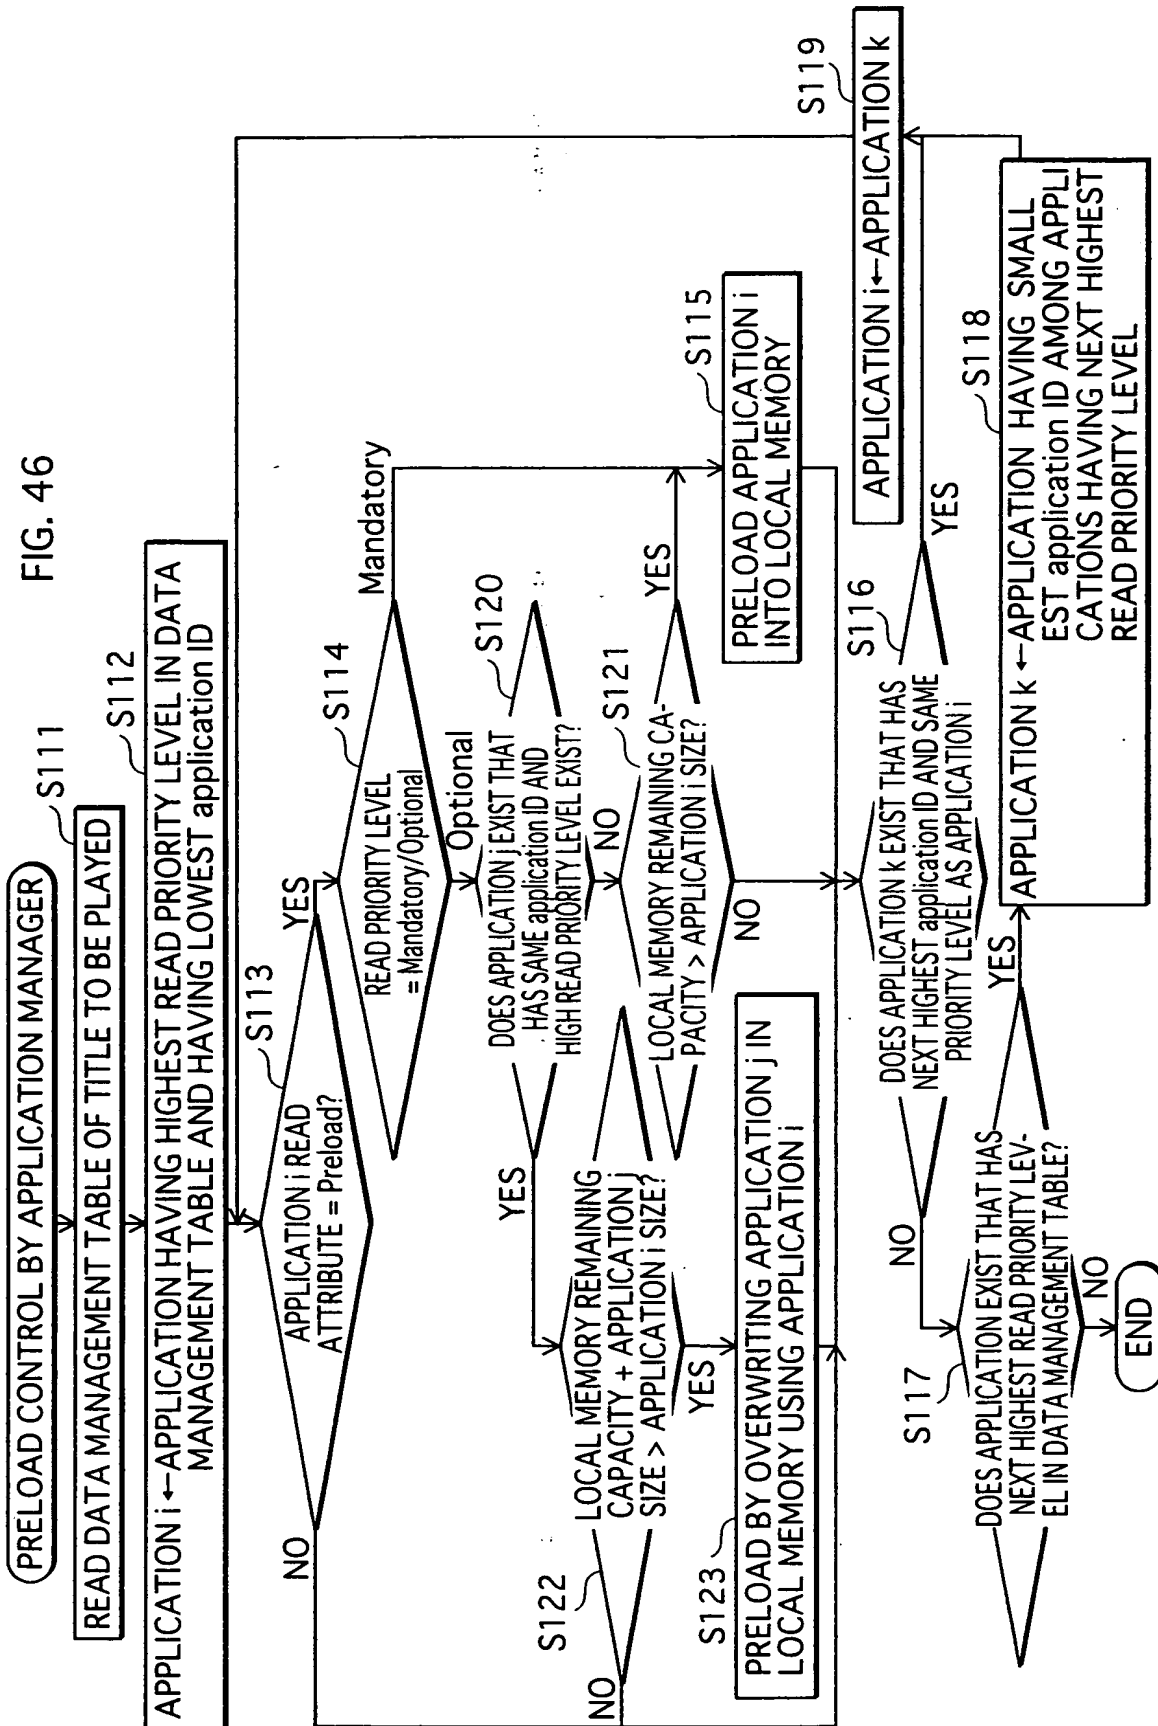 FIG. 46
PRELOAD CONTROL BY APPLICATION MANAGER
S111
READ DATA MANAGEMENT TABLE OF TITLE TO BE PLAYED
S112
APPLICATION i ←APPLICATION HAVING HIGHEST READ PRIORITY LEVEL IN DATA
MANAGEMENT TABLE AND HAVING LOWEST application ID
S113
APPLICATION i READ
ATTRIBUTE = Preload?
YES
NO
S114
READ PRIORITY LEVEL
= Mandatory/Optional
Mandatory
Optional
S120
DOES APPLICATION j EXIST THAT
HAS SAME application ID AND
HIGH READ PRIORITY LEVEL EXIST?
YES
NO
S121
LOCAL MEMORY REMAINING CA-
PACITY > APPLICATION i SIZE?
YES
NO
S115
PRELOAD APPLICATION i
INTO LOCAL MEMORY
S122
LOCAL MEMORY REMAINING
CAPACITY + APPLICATION j
SIZE > APPLICATION i SIZE?
NO
YES
S123
PRELOAD BY OVERWRITING APPLICATION j IN
LOCAL MEMORY USING APPLICATION i
S116
DOES APPLICATION k EXIST THAT HAS
NEXT HIGHEST application ID AND SAME
PRIORITY LEVEL AS APPLICATION i
YES
NO
S119
APPLICATION i←APPLICATION k
S117
DOES APPLICATION EXIST THAT HAS
NEXT HIGHEST READ PRIORITY LEV-
EL IN DATA MANAGEMENT TABLE?
YES
NO
S118
APPLICATION k ←APPLICATION HAVING SMALL
EST application ID AMONG APPLI
CATIONS HAVING NEXT HIGHEST
READ PRIORITY LEVEL
END